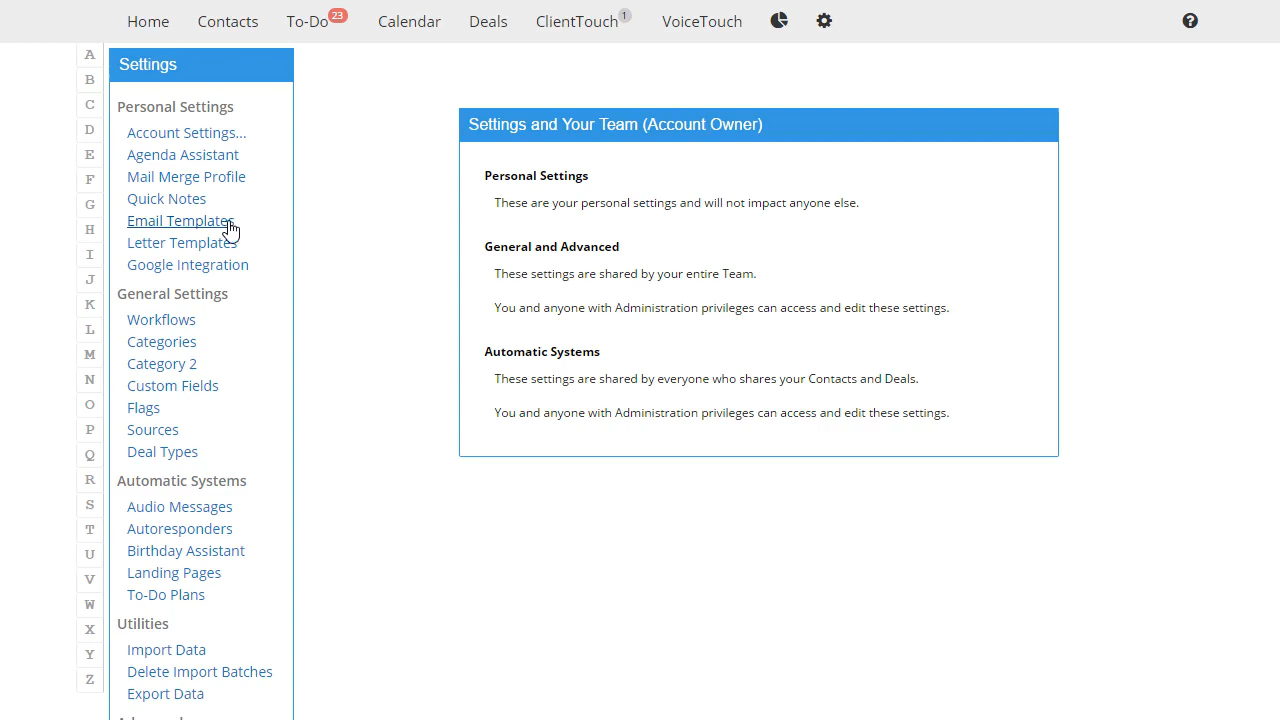 Home Contacts To-Do 23 Calendar Deals ClientTouch 1 VoiceTouch
A
B
C
D
E
F
G
H
I
J
K
L
M
N
O
P
Q
R
S
T
U
V
W
X
Y
Z
Settings
Personal Settings
Account Settings...
Agenda Assistant
Mail Merge Profile
Quick Notes
Email Templates
Letter Templates
Google Integration
General Settings
Workflows
Categories
Category 2
Custom Fields
Flags
Sources
Deal Types
Automatic Systems
Audio Messages
Autoresponders
Birthday Assistant
Landing Pages
To-Do Plans
Utilities
Import Data
Delete Import Batches
Export Data
Settings and Your Team (Account Owner)
Personal Settings
These are your personal settings and will not impact anyone else.
General and Advanced
These settings are shared by your entire Team.
You and anyone with Administration privileges can access and edit these settings.
Automatic Systems
These settings are shared by everyone who shares your Contacts and Deals.
You and anyone with Administration privileges can access and edit these settings.